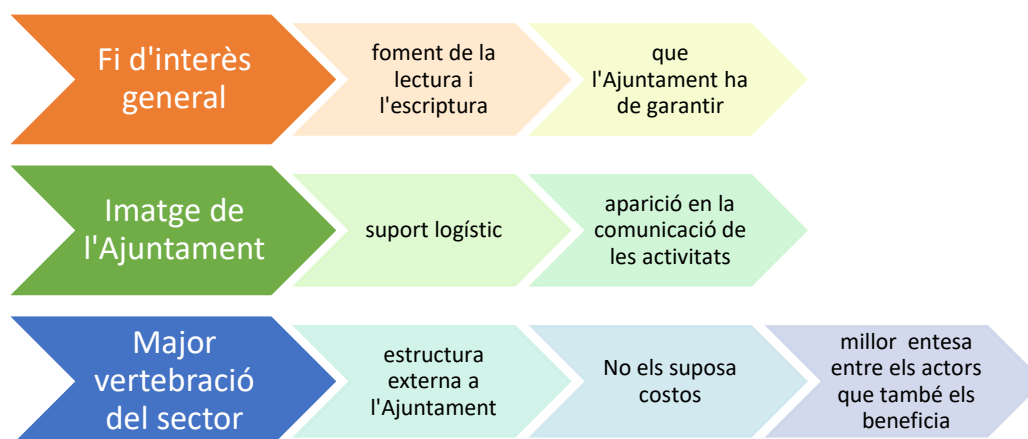 Fi d'interès
general
foment de la
lectura i
l'escriptura
que
l'Ajuntament ha
de garantir
Imatge de
l'Ajuntament
suport logístic
aparició en la
comunicació de
les activitats
Major
vertebració
del sector
estructura
externa a
l'Ajuntament
No els suposa
costos
millor entesa
entre els actors
que també els
beneficia